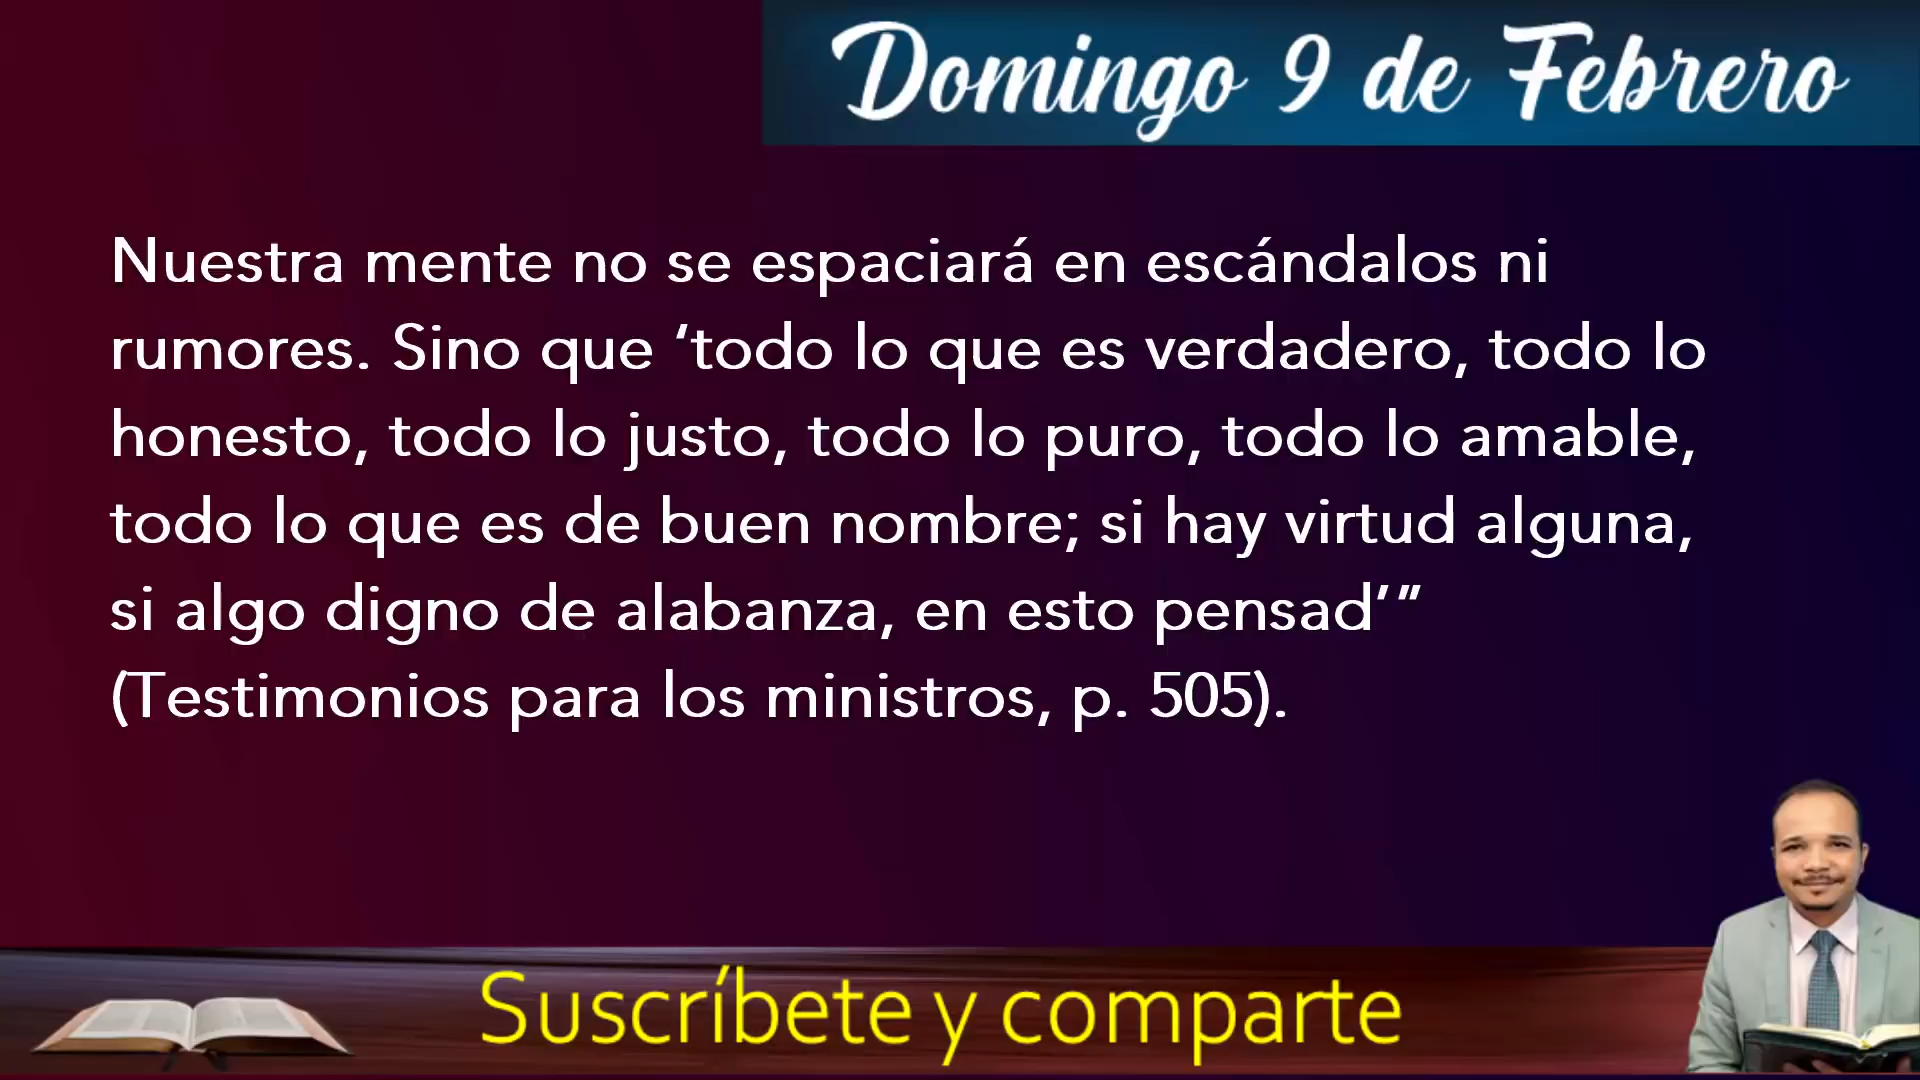 Domingo 9 de Febrero
Nuestra mente no se espaciará en escándalos ni
rumores. Sino que ‘todo lo que es verdadero, todo lo
honesto, todo lo justo, todo lo puro, todo lo amable,
todo lo que es de buen nombre; si hay virtud alguna,
si algo digno de alabanza, en esto pensad’”
(Testimonios para los ministros, p. 505).
Suscríbete y comparte